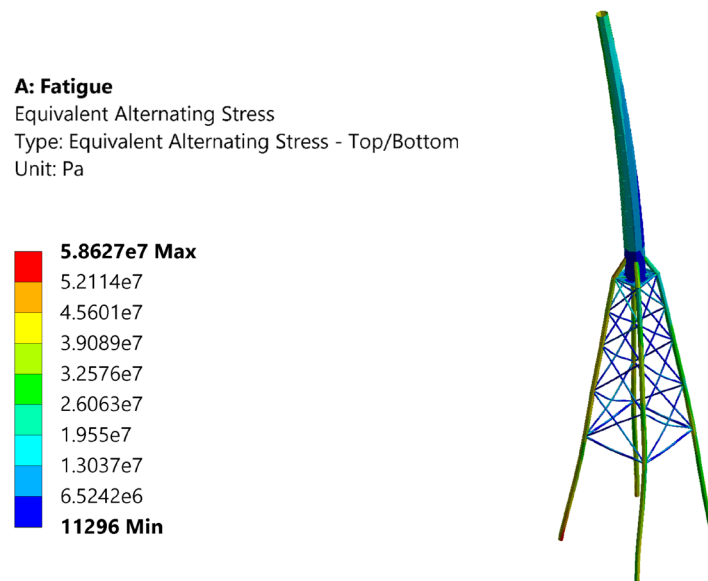 A: Fatigue
Equivalent Alternating Stress
Type: Equivalent Alternating Stress - Top/Bottom
Unit: Pa
5.8627e7 Max
5.2114e7
4.5601e7
3.9089e7
3.2576e7
2.6063e7
1.955e7
1.3037e7
6.5242e6
11296 Min